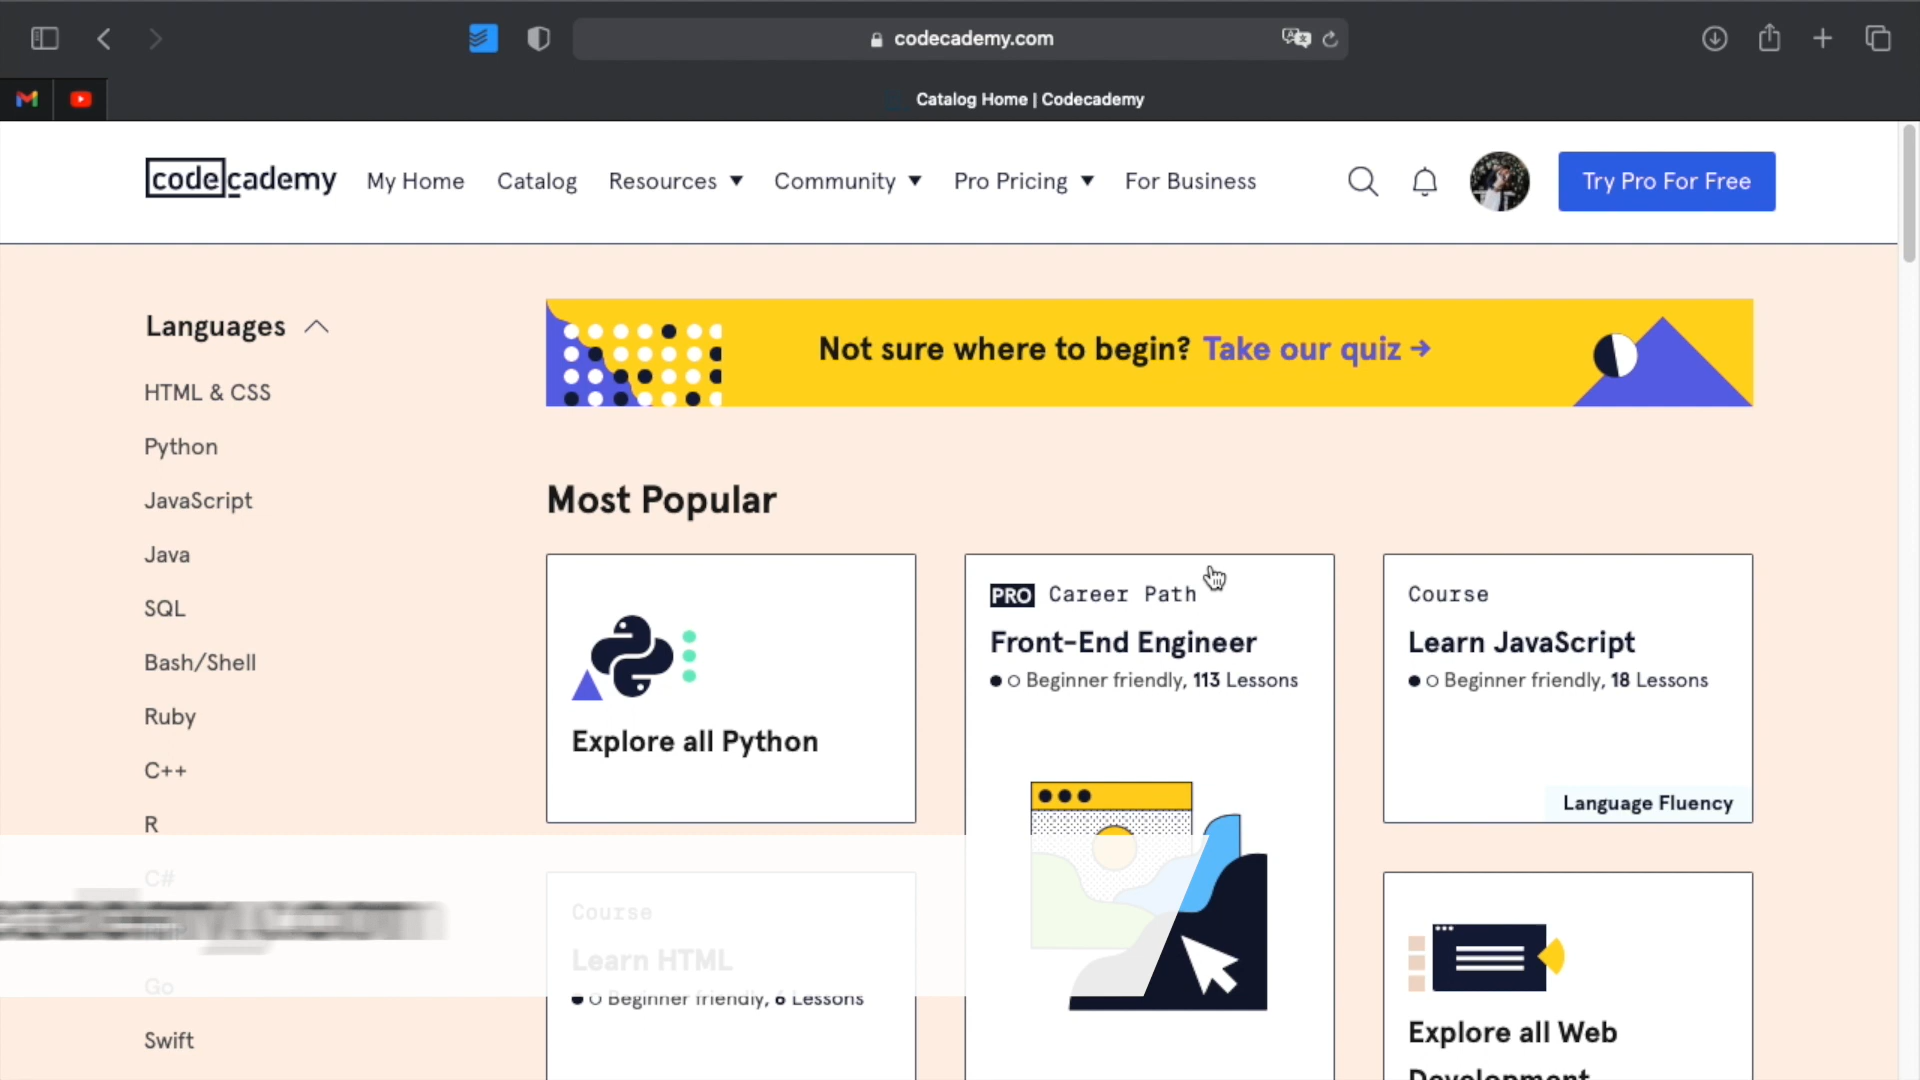 codecademy.com
Catalog Home | Codecademy
codecademy My Home Catalog Resources Community Pro Pricing For Business Try Pro For Free
Languages
HTML & CSS
Python
JavaScript
Java
SQL
Bash/Shell
Ruby
C++
R
C#
Go
Swift
Not sure where to begin? Take our quiz →
Most Popular
Explore all Python
PRO Career Path
Front-End Engineer
Beginner friendly, 113 Lessons
Course
Learn JavaScript
Beginner friendly, 18 Lessons
Language Fluency
Course
Learn HTML
Beginner friendly, 6 Lessons
Explore all Web
Development